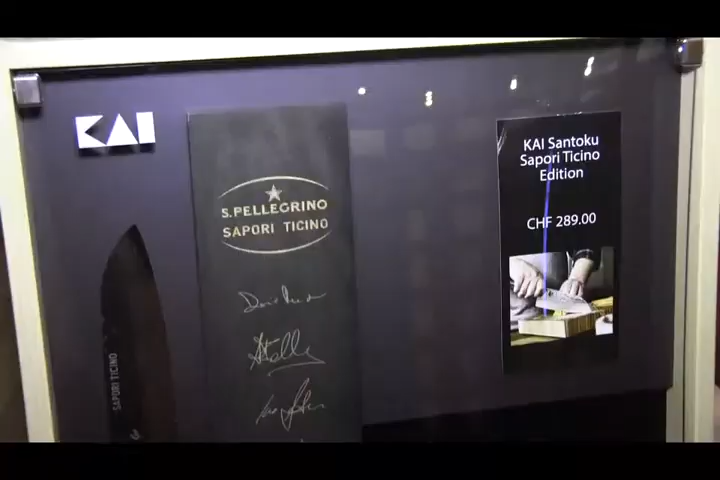 KAI
S.PELLEGRINO
SAPORI TICINO
SAPORI TICINO
KAI Santoku
Sapori Ticino
Edition
CHF 289.00